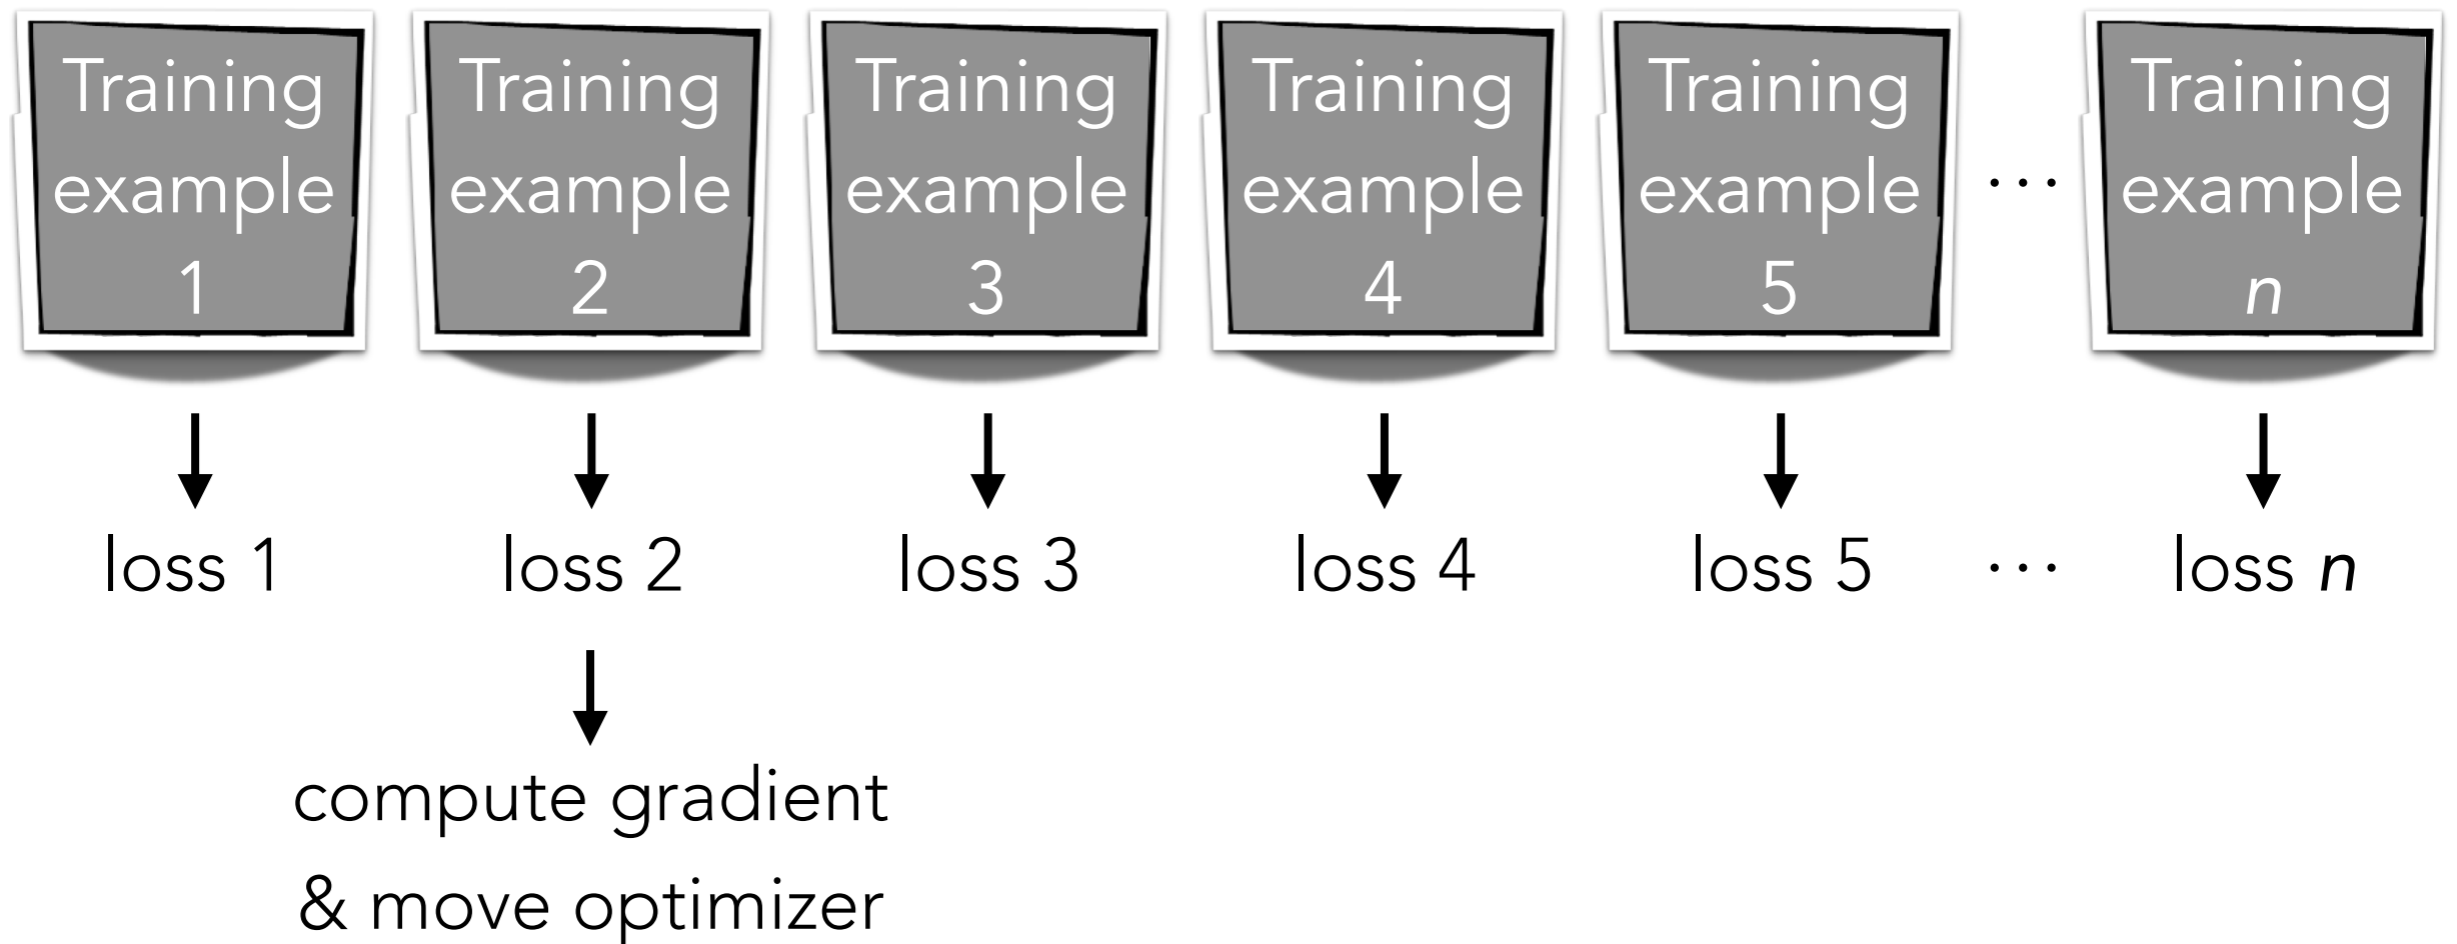 Training
example
1
Training
example
2
Training
example
3
Training
example
4
Training
example
5
...
Training
example
n
loss 1
loss 2
loss 3
loss 4
loss 5
...
loss n
compute gradient
& move optimizer